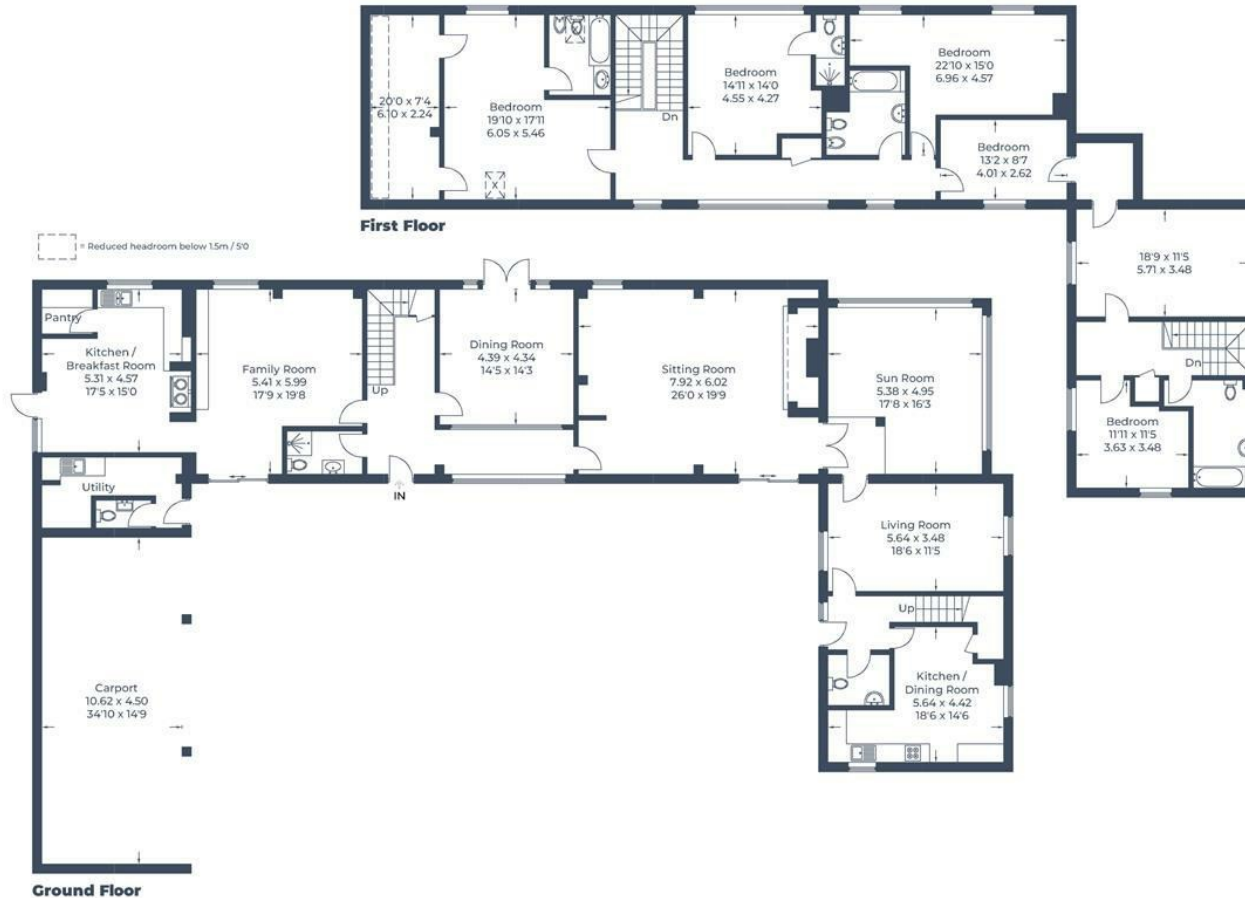 20'0 x 7'4
6.10 x 2.24
Bedroom
19'10 x 17'11
6.05 x 5.46
Dn
Bedroom
14'11 x 14'0
4.55 x 4.27
Bedroom
22'10 x 15'0
6.96 x 4.57
Bedroom
13'2 x 8'7
4.01 x 2.62
X
First Floor
18'9 x 11'5
5.71 x 3.48
Dn
Bedroom
11'11 x 11'5
3.63 x 3.48
= Reduced headroom below 1.5m / 5'0
Pantry
Kitchen /
Breakfast Room
5.31 x 4.57
17'5 x 15'0
Family Room
5.41 x 5.99
17'9 x 19'8
Up
Dining Room
4.39 x 4.34
14'5 x 14'3
Sitting Room
7.92 x 6.02
26'0 x 19'9
Sun Room
5.38 x 4.95
17'8 x 16'3
Utility
IN
Living Room
5.64 x 3.48
18'6 x 11'5
Up
Kitchen /
Dining Room
5.64 x 4.42
18'6 x 14'6
Carport
10.62 x 4.50
34'10 x 14'9
Ground Floor